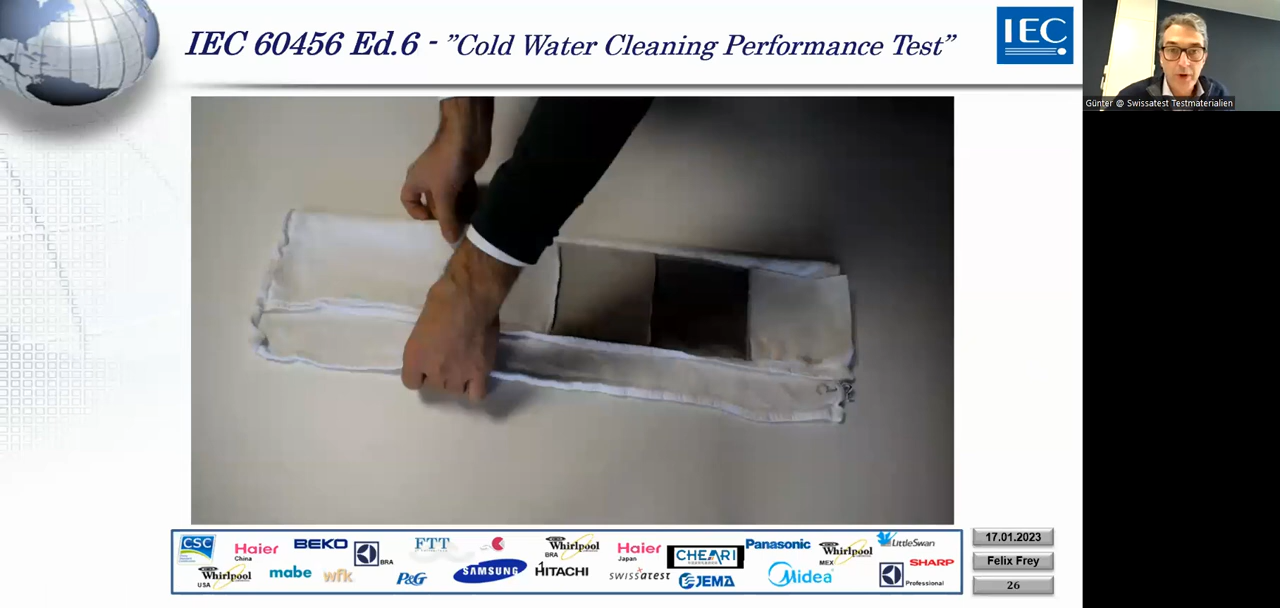 IEC 60456 Ed.6 - ”Cold Water Cleaning Performance Test”
IEC
Günter @ Swissatest Testmaterialien
CSC
Haier
China
BEKO
BRA
FTT
Whirlpool
BRA
Haier
Japan
CHEARI
Panasonic
Whirlpool
MEX
LittleSwan
SHARP
Whirlpool
USA
mabe
wfk
P&G
SAMSUNG
HITACHI
swissatest
JEMA
Midea
Professional
17.01.2023
Felix Frey
26